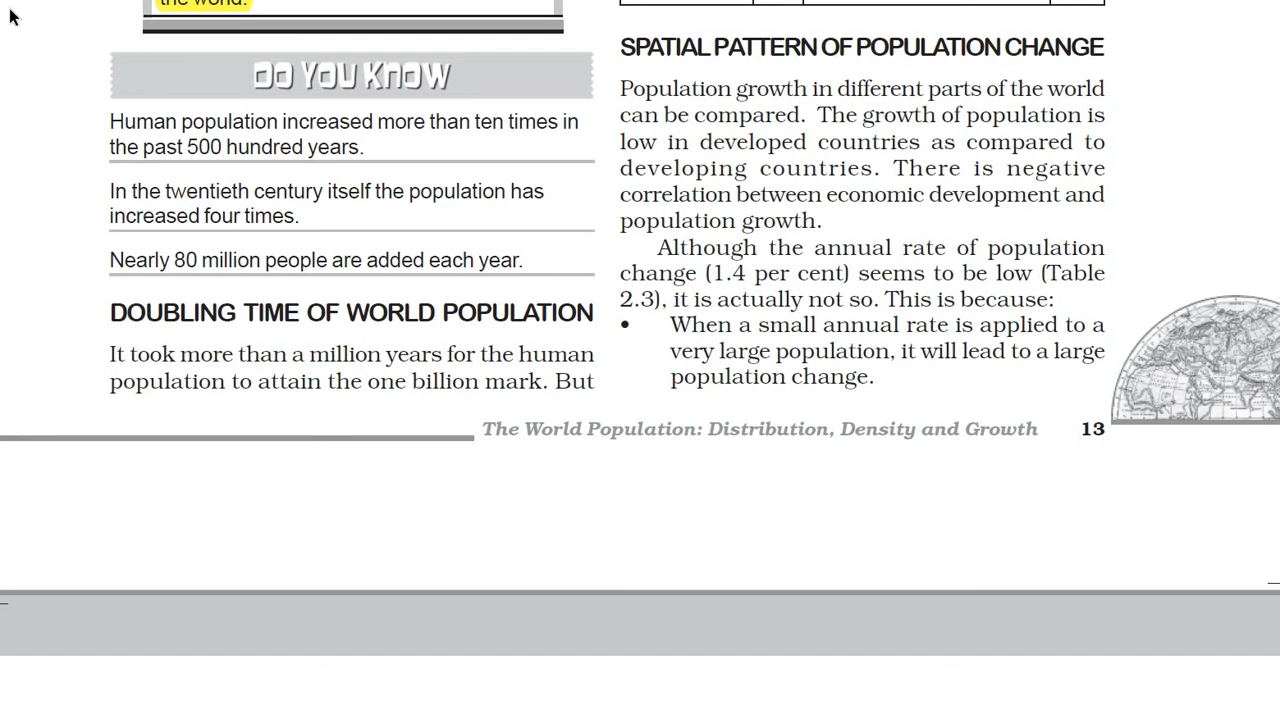 the world.
DO YOU KNOW
Human population increased more than ten times in
the past 500 hundred years.
In the twentieth century itself the population has
increased four times.
Nearly 80 million people are added each year.
DOUBLING TIME OF WORLD POPULATION
It took more than a million years for the human
population to attain the one billion mark. But
SPATIAL PATTERN OF POPULATION CHANGE
Population growth in different parts of the world
can be compared. The growth of population is
low in developed countries as compared to
developing countries. There is negative
correlation between economic development and
population growth.
Although the annual rate of population
change (1.4 per cent) seems to be low (Table
2.3), it is actually not so. This is because:
• When a small annual rate is applied to a
very large population, it will lead to a large
population change.
The World Population: Distribution, Density and Growth 13